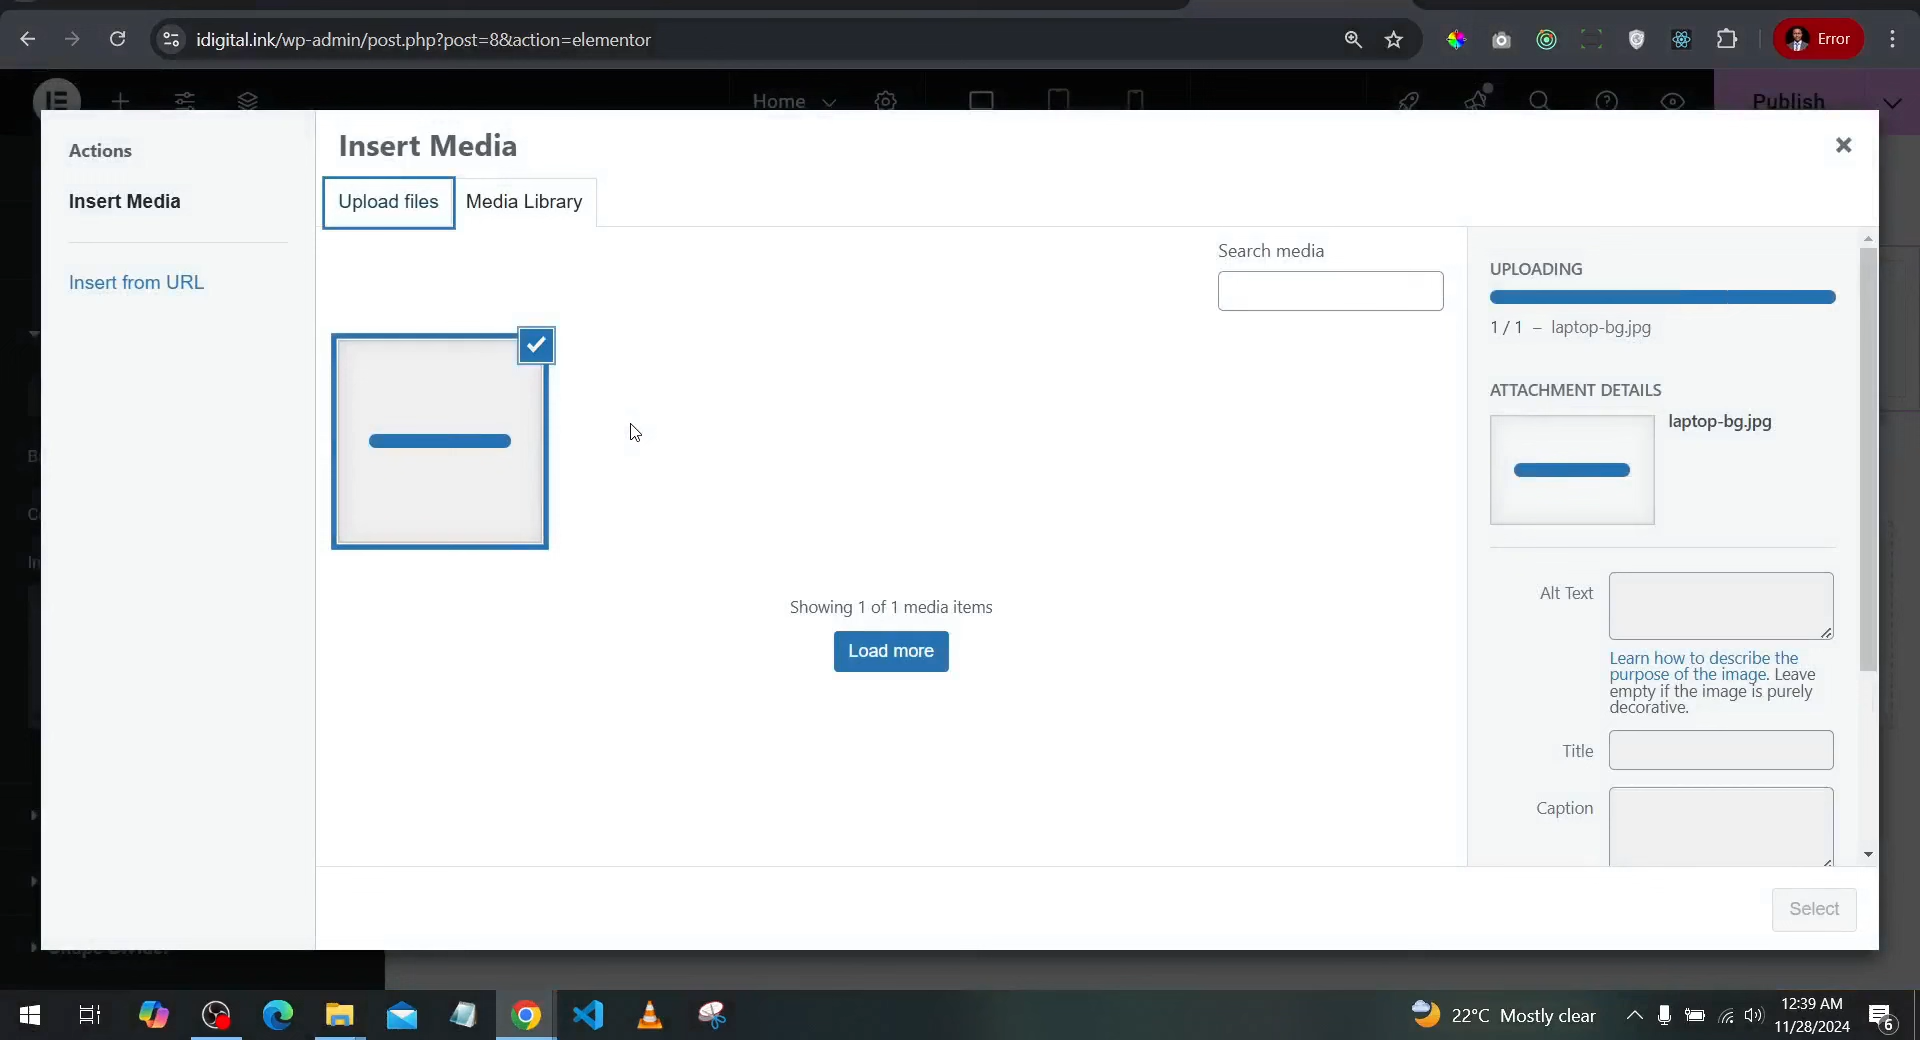 idigital.ink/wp-admin/post.php?post=8&action=elementor
Error
Home
Publish
Actions
Insert Media
Insert from URL
Insert Media
Upload files
Media Library
Search media
Showing 1 of 1 media items
Load more
UPLOADING
1 / 1 – laptop-bg.jpg
ATTACHMENT DETAILS
laptop-bg.jpg
Alt Text
Learn how to describe the
purpose of the image. Leave
empty if the image is purely
decorative.
Title
Caption
Select
22°C Mostly clear
12:39 AM
11/28/2024
6